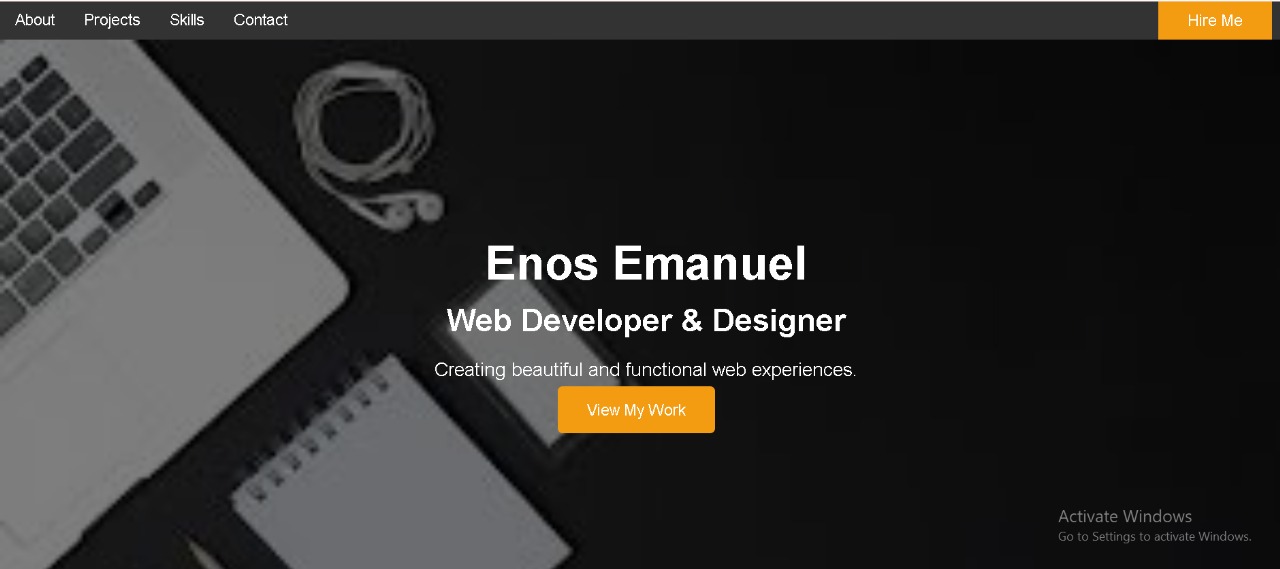 About Projects Skills Contact Hire Me
Enos Emanuel
Web Developer & Designer
Creating beautiful and functional web experiences.
View My Work
Activate Windows
Go to Settings to activate Windows.